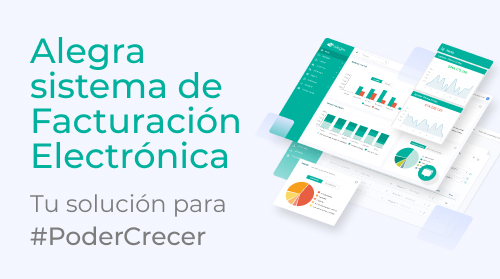 Alegra
sistema de
Facturación
Electrónica
Tu solución para
#PoderCrecer